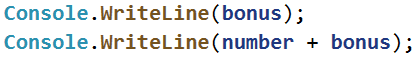 Console.WriteLine(bonus);
Console.WriteLine(number + bonus);